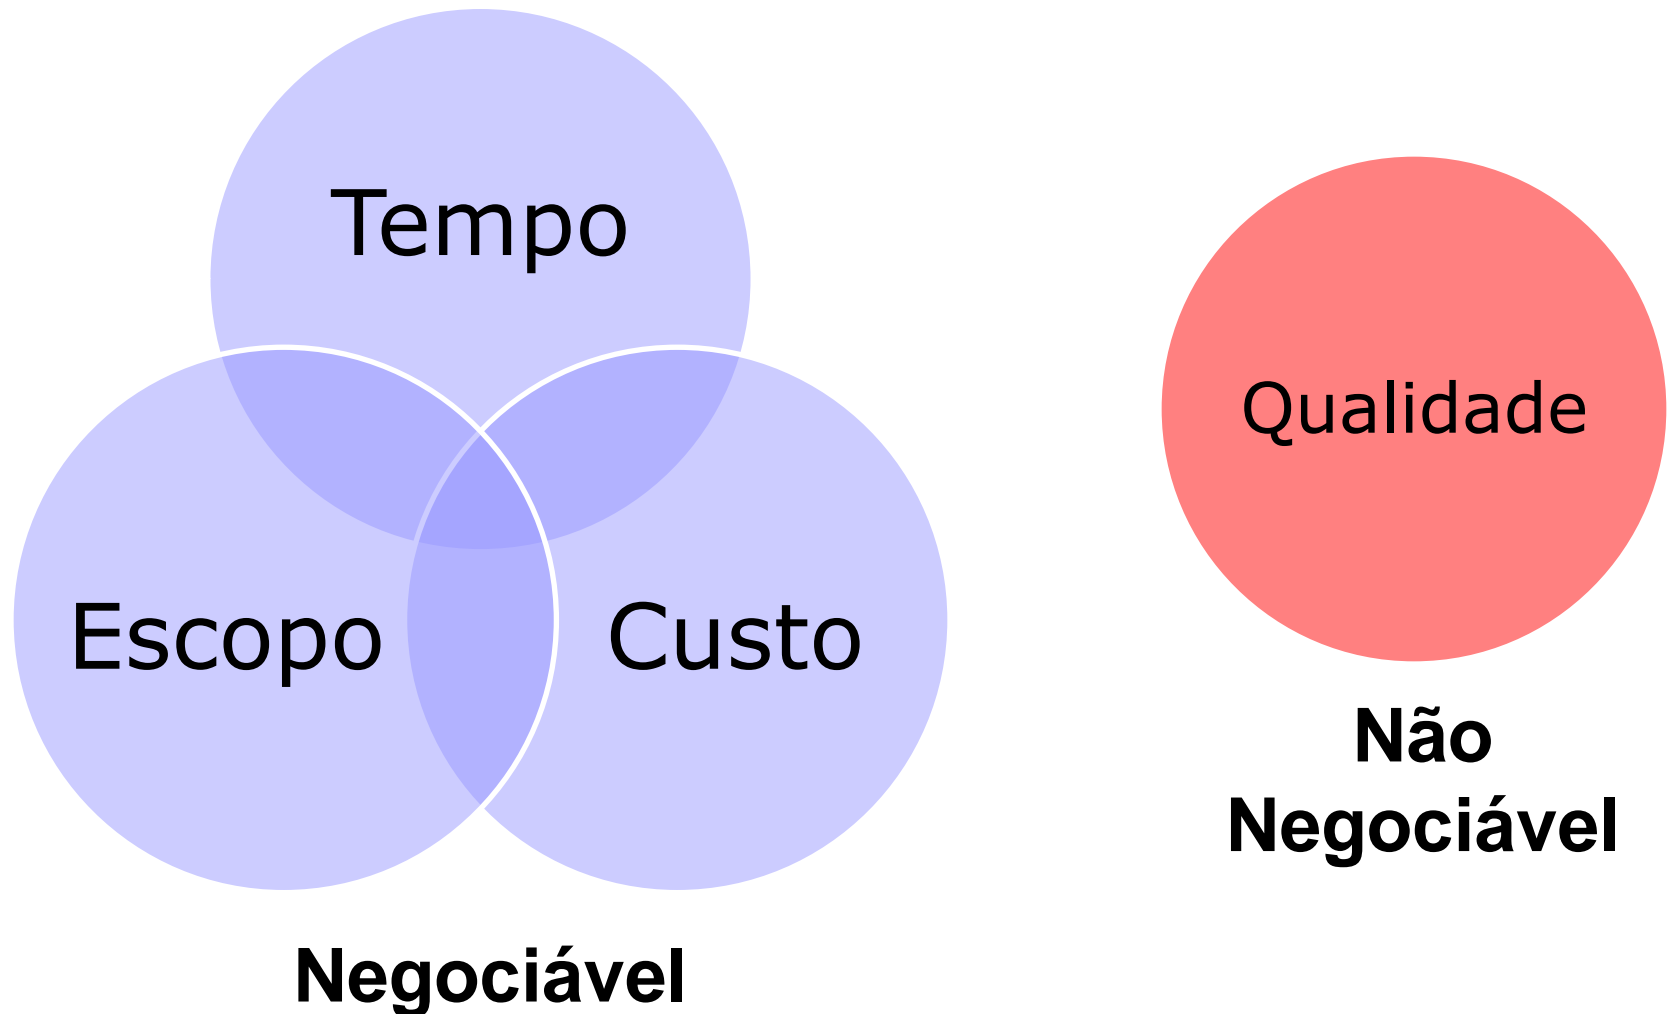 Tempo
Escopo
Custo
Negociável
Qualidade
Não
Negociável